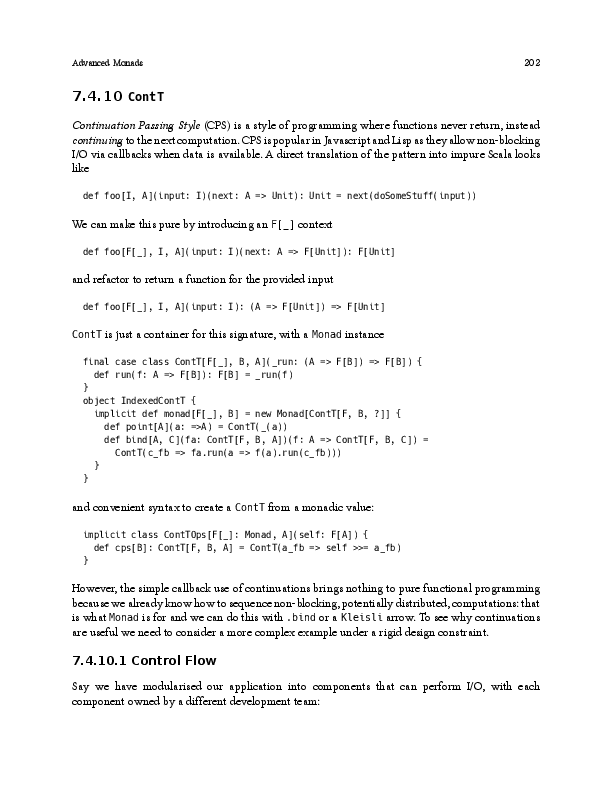 Advanced Monads 202
7.4.10 ContT
Continuation Passing Style (CPS) is a style of programming where functions never return, instead
continuing to the next computation. CPS is popular in Javascript and Lisp as they allow non-blocking
I/O via callbacks when data is available. A direct translation of the pattern into impure Scala looks
like
def foo[I, A](input: I)(next: A => Unit): Unit = next(doSomeStuff(input))
We can make this pure by introducing an F[_] context
def foo[F[_], I, A](input: I)(next: A => F[Unit]): F[Unit]
and refactor to return a function for the provided input
def foo[F[_], I, A](input: I): (A => F[Unit]) => F[Unit]
ContT is just a container for this signature, with a Monad instance
final case class ContT[F[_], B, A](_run: (A => F[B]) => F[B]) {
  def run(f: A => F[B]): F[B] = _run(f)
}
object IndexedContT {
  implicit def monad[F[_], B] = new Monad[ContT[F, B, ?]] {
    def point[A](a: =>A) = ContT(_(a))
    def bind[A, C](fa: ContT[F, B, A])(f: A => ContT[F, B, C]) =
      ContT(c_fb => fa.run(a => f(a).run(c_fb)))
  }
}
and convenient syntax to create a ContT from a monadic value:
implicit class ContTOps[F[_]: Monad, A](self: F[A]) {
  def cps[B]: ContT[F, B, A] = ContT(a_fb => self >>= a_fb)
}
However, the simple callback use of continuations brings nothing to pure functional programming
because we already know how to sequence non-blocking, potentially distributed, computations: that
is what Monad is for and we can do this with .bind or a Kleisli arrow. To see why continuations
are useful we need to consider a more complex example under a rigid design constraint.
7.4.10.1 Control Flow
Say we have modularised our application into components that can perform I/O, with each
component owned by a different development team: